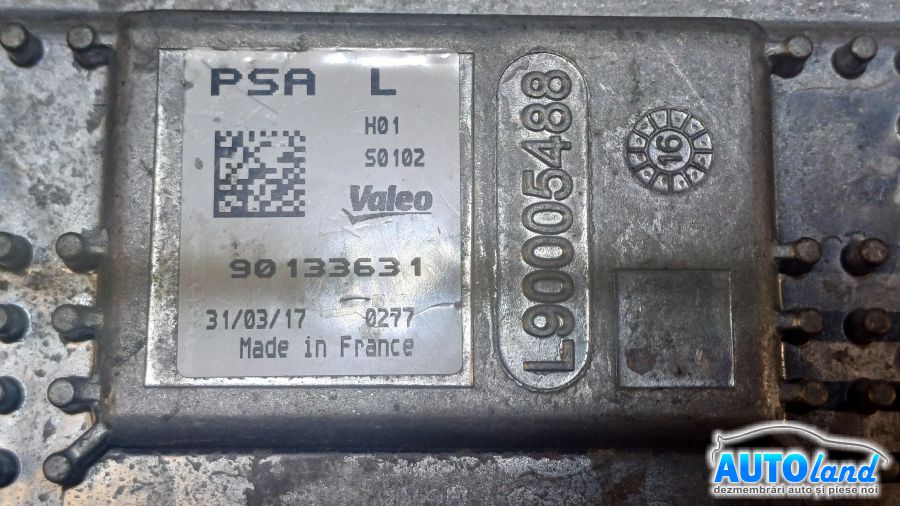 PSA L
H01
S0102
Valeo
90133631
31/03/17 0277
Made in France
L90005488
16
AUTOland
dezmembrări auto și piese noi